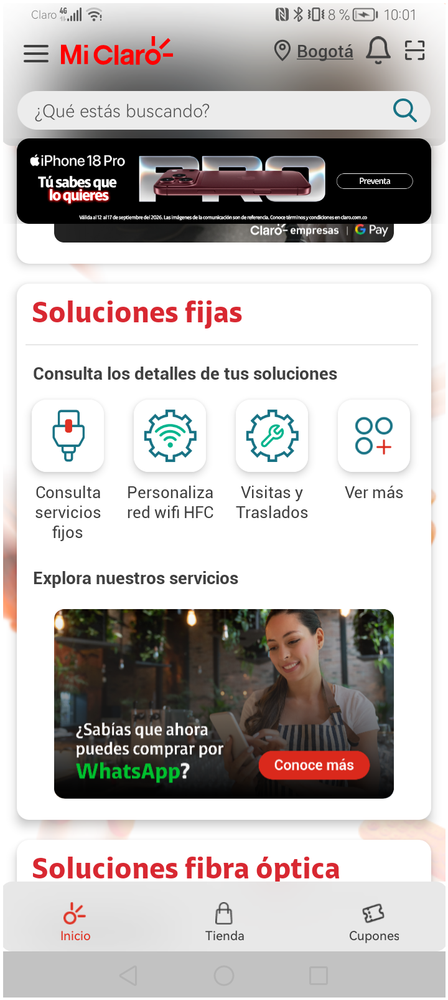 Claro 4G 8 % 10:01
Mi Claro
Bogotá
¿Qué estás buscando?
iPhone 18 Pro
Tú sabes que
lo quieres
PRO
Preventa
Válida al 12 al 17 de septiembre del 2026. Las imágenes de la comunicación son de referencia. Conoce términos y condiciones en claro.com.co
Claro empresas | G Pay
Soluciones fijas
Consulta los detalles de tus soluciones
Consulta
servicios
fijos
Personaliza
red wifi HFC
Visitas y
Traslados
Ver más
Explora nuestros servicios
¿Sabías que ahora
puedes comprar por
WhatsApp?
Conoce más
Soluciones fibra óptica
Inicio
Tienda
Cupones